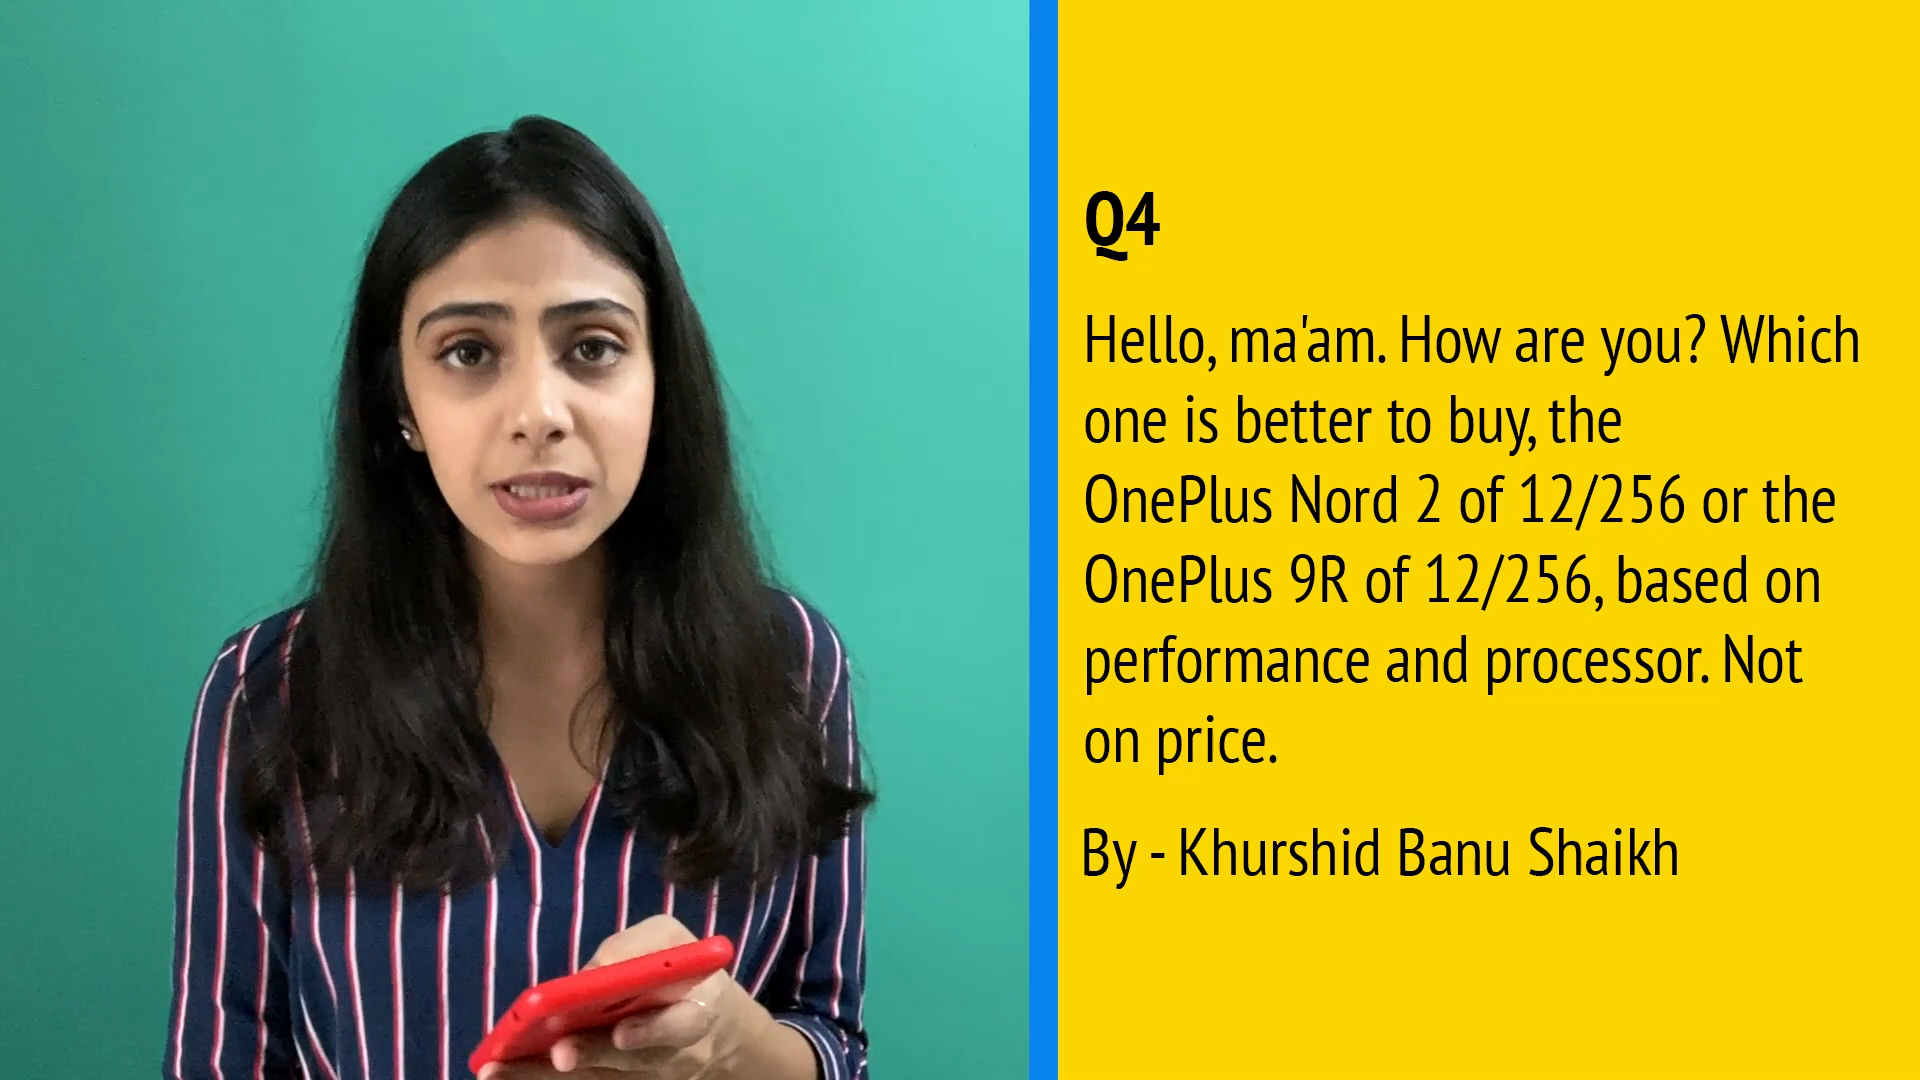 Q4
Hello, ma'am. How are you? Which
one is better to buy, the
OnePlus Nord 2 of 12/256 or the
OnePlus 9R of 12/256, based on
performance and processor. Not
on price.
By - Khurshid Banu Shaikh